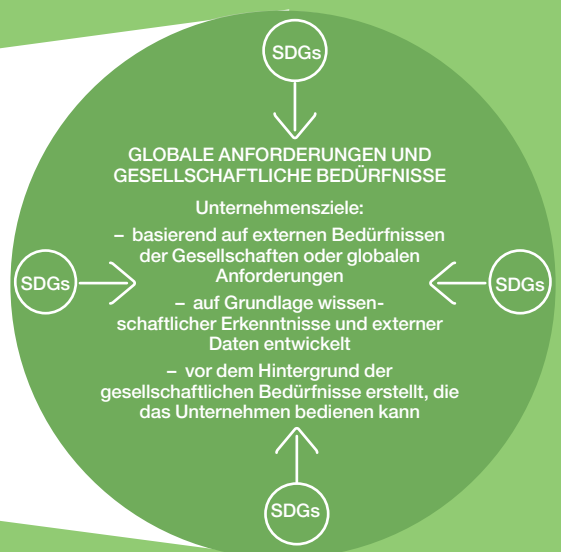 SDGs
GLOBALE ANFORDERUNGEN UND
GESELLSCHAFTLICHE BEDÜRFNISSE
Unternehmensziele:
– basierend auf externen Bedürfnissen
der Gesellschaften oder globalen
Anforderungen
SDGs
SDGs
– auf Grundlage wissen-
schaftlicher Erkenntnisse und externer
Daten entwickelt
– vor dem Hintergrund der
gesellschaftlichen Bedürfnisse erstellt, die
das Unternehmen bedienen kann
SDGs